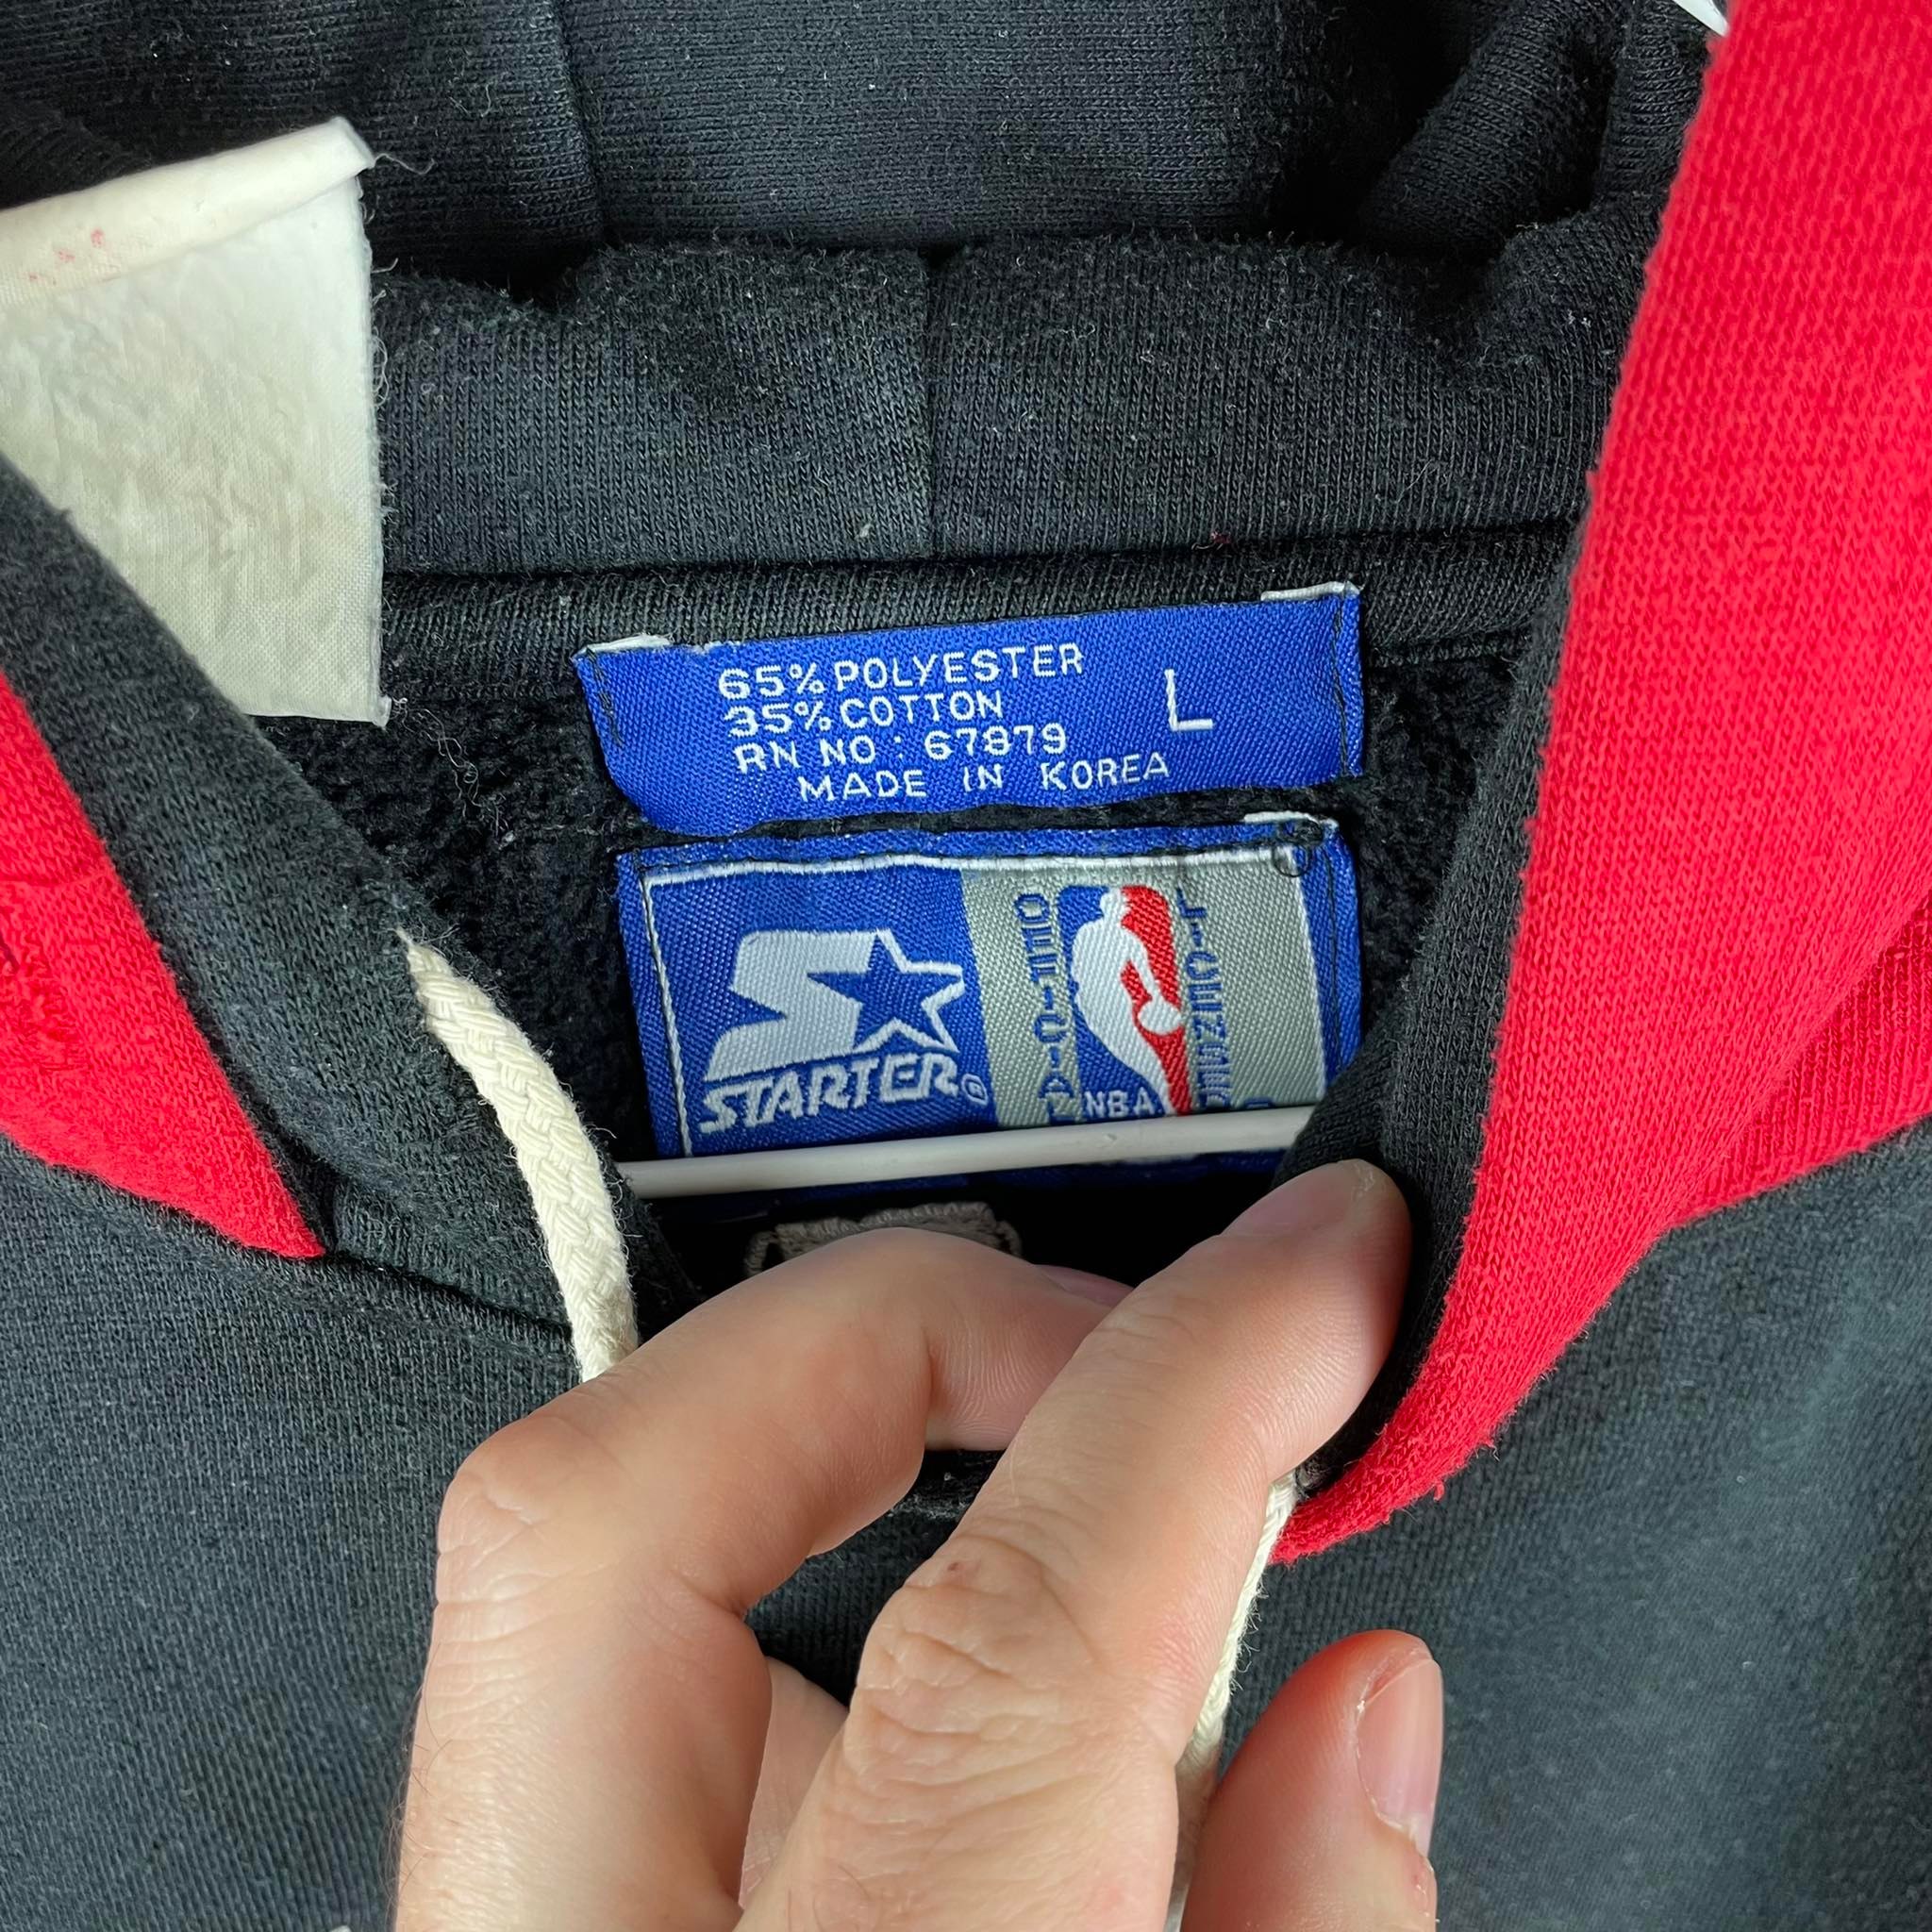 65% POLYESTER
35% COTTON
RN NO : 67879
MADE IN KOREA
L
STARTER®
OFFICIAL
NBA
LICENSED